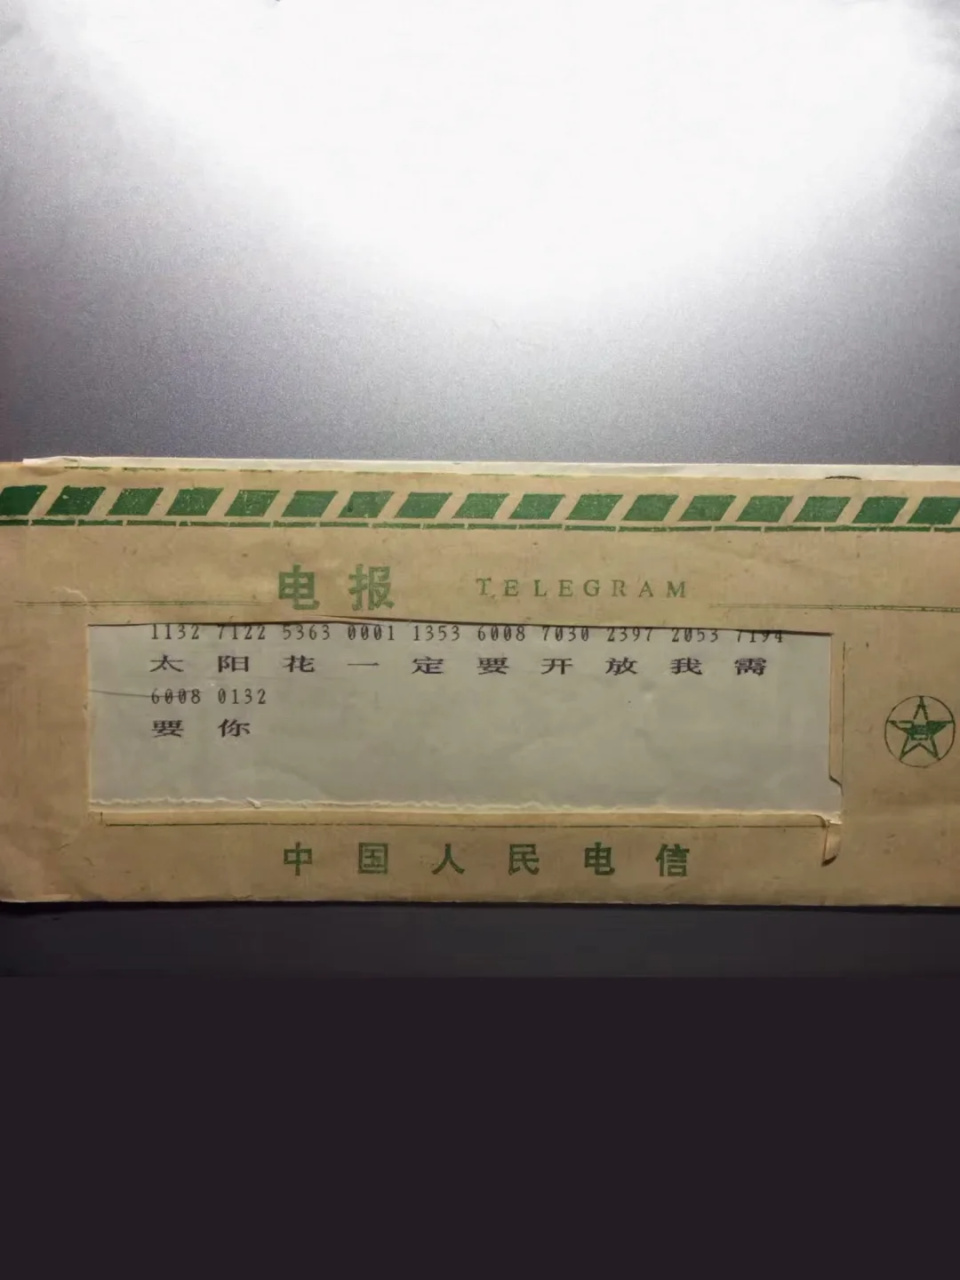 电报 TELEGRAM
1132 7122 5363 0001 1353 6008 7030 2397 2053 7194
太 阳 花 一 定 要 开 放 我 需
6008 0132
要 你
中国人民电信